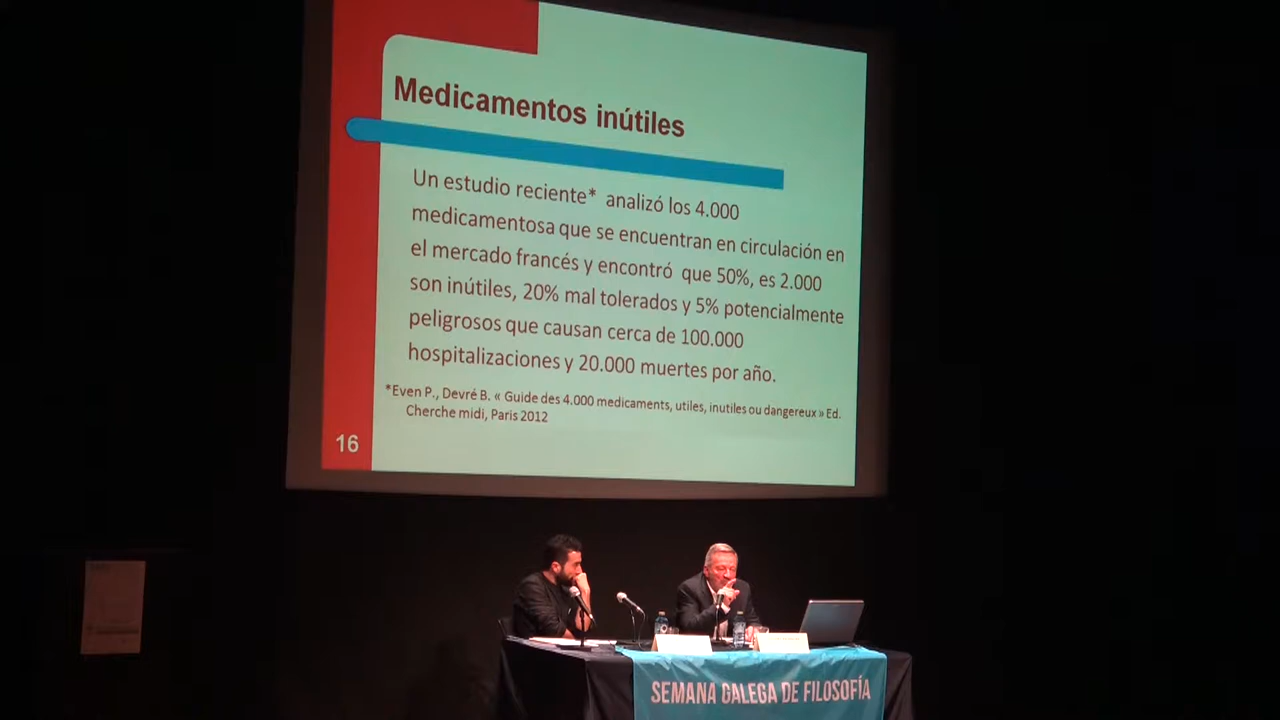 Medicamentos inútiles
Un estudio reciente* analizó los 4.000
medicamentosa que se encuentran en circulación en
el mercado francés y encontró que 50%, es 2.000
son inútiles, 20% mal tolerados y 5% potencialmente
peligrosos que causan cerca de 100.000
hospitalizaciones y 20.000 muertes por año.
*Even P., Devré B. « Guide des 4.000 medicaments, utiles, inutiles ou dangereux » Ed.
Cherche midi, Paris 2012
16
SEMANA GALEGA DE FILOSOFÍA